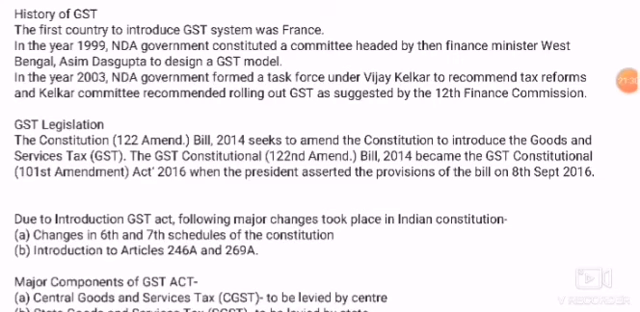 History of GST
The first country to introduce GST system was France.
In the year 1999, NDA government constituted a committee headed by then finance minister West
Bengal, Asim Dasgupta to design a GST model.
In the year 2003, NDA government formed a task force under Vijay Kelkar to recommend tax reforms
and Kelkar committee recommended rolling out GST as suggested by the 12th Finance Commission.
GST Legislation
The Constitution (122 Amend.) Bill, 2014 seeks to amend the Constitution to introduce the Goods and
Services Tax (GST). The GST Constitutional (122nd Amend.) Bill, 2014 became the GST Constitutional
(101st Amendment) Act' 2016 when the president asserted the provisions of the bill on 8th Sept 2016.
Due to Introduction GST act, following major changes took place in Indian constitution-
(a) Changes in 6th and 7th schedules of the constitution
(b) Introduction to Articles 246A and 269A.
Major Components of GST ACT-
(a) Central Goods and Services Tax (CGST)- to be levied by centre
V RECORDER